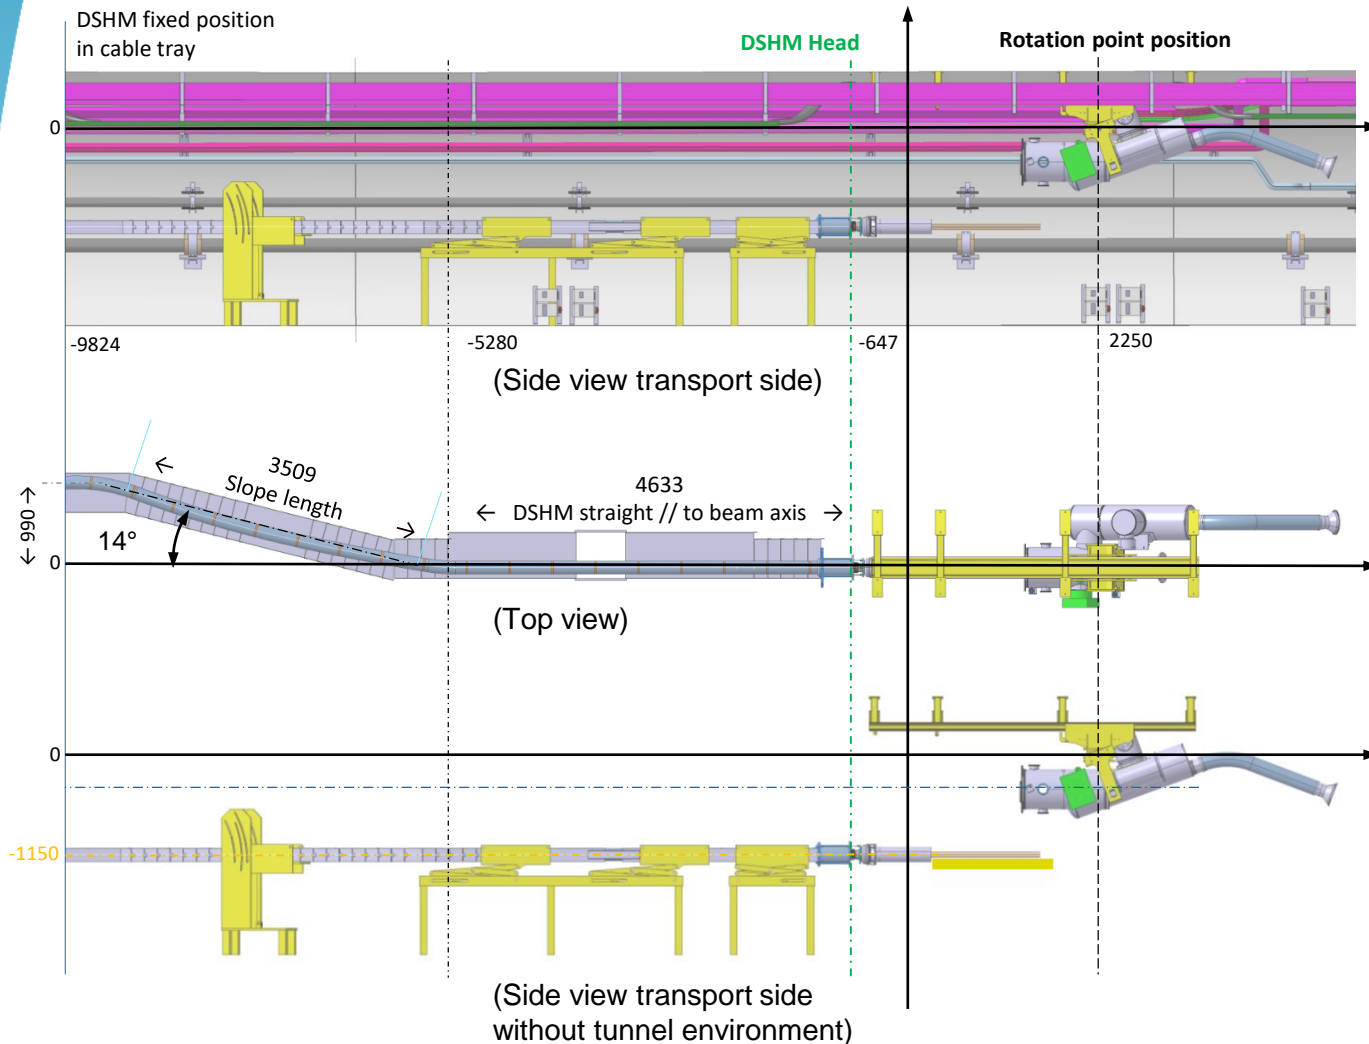 DSHM fixed position
in cable tray
DSHM Head
Rotation point position
0
-9824
-5280
-647
2250
(Side view transport side)
3509
Slope length
4633
← DSHM straight // to beam axis →
← 990 →
14°
0
(Top view)
0
-1150
(Side view transport side
without tunnel environment)